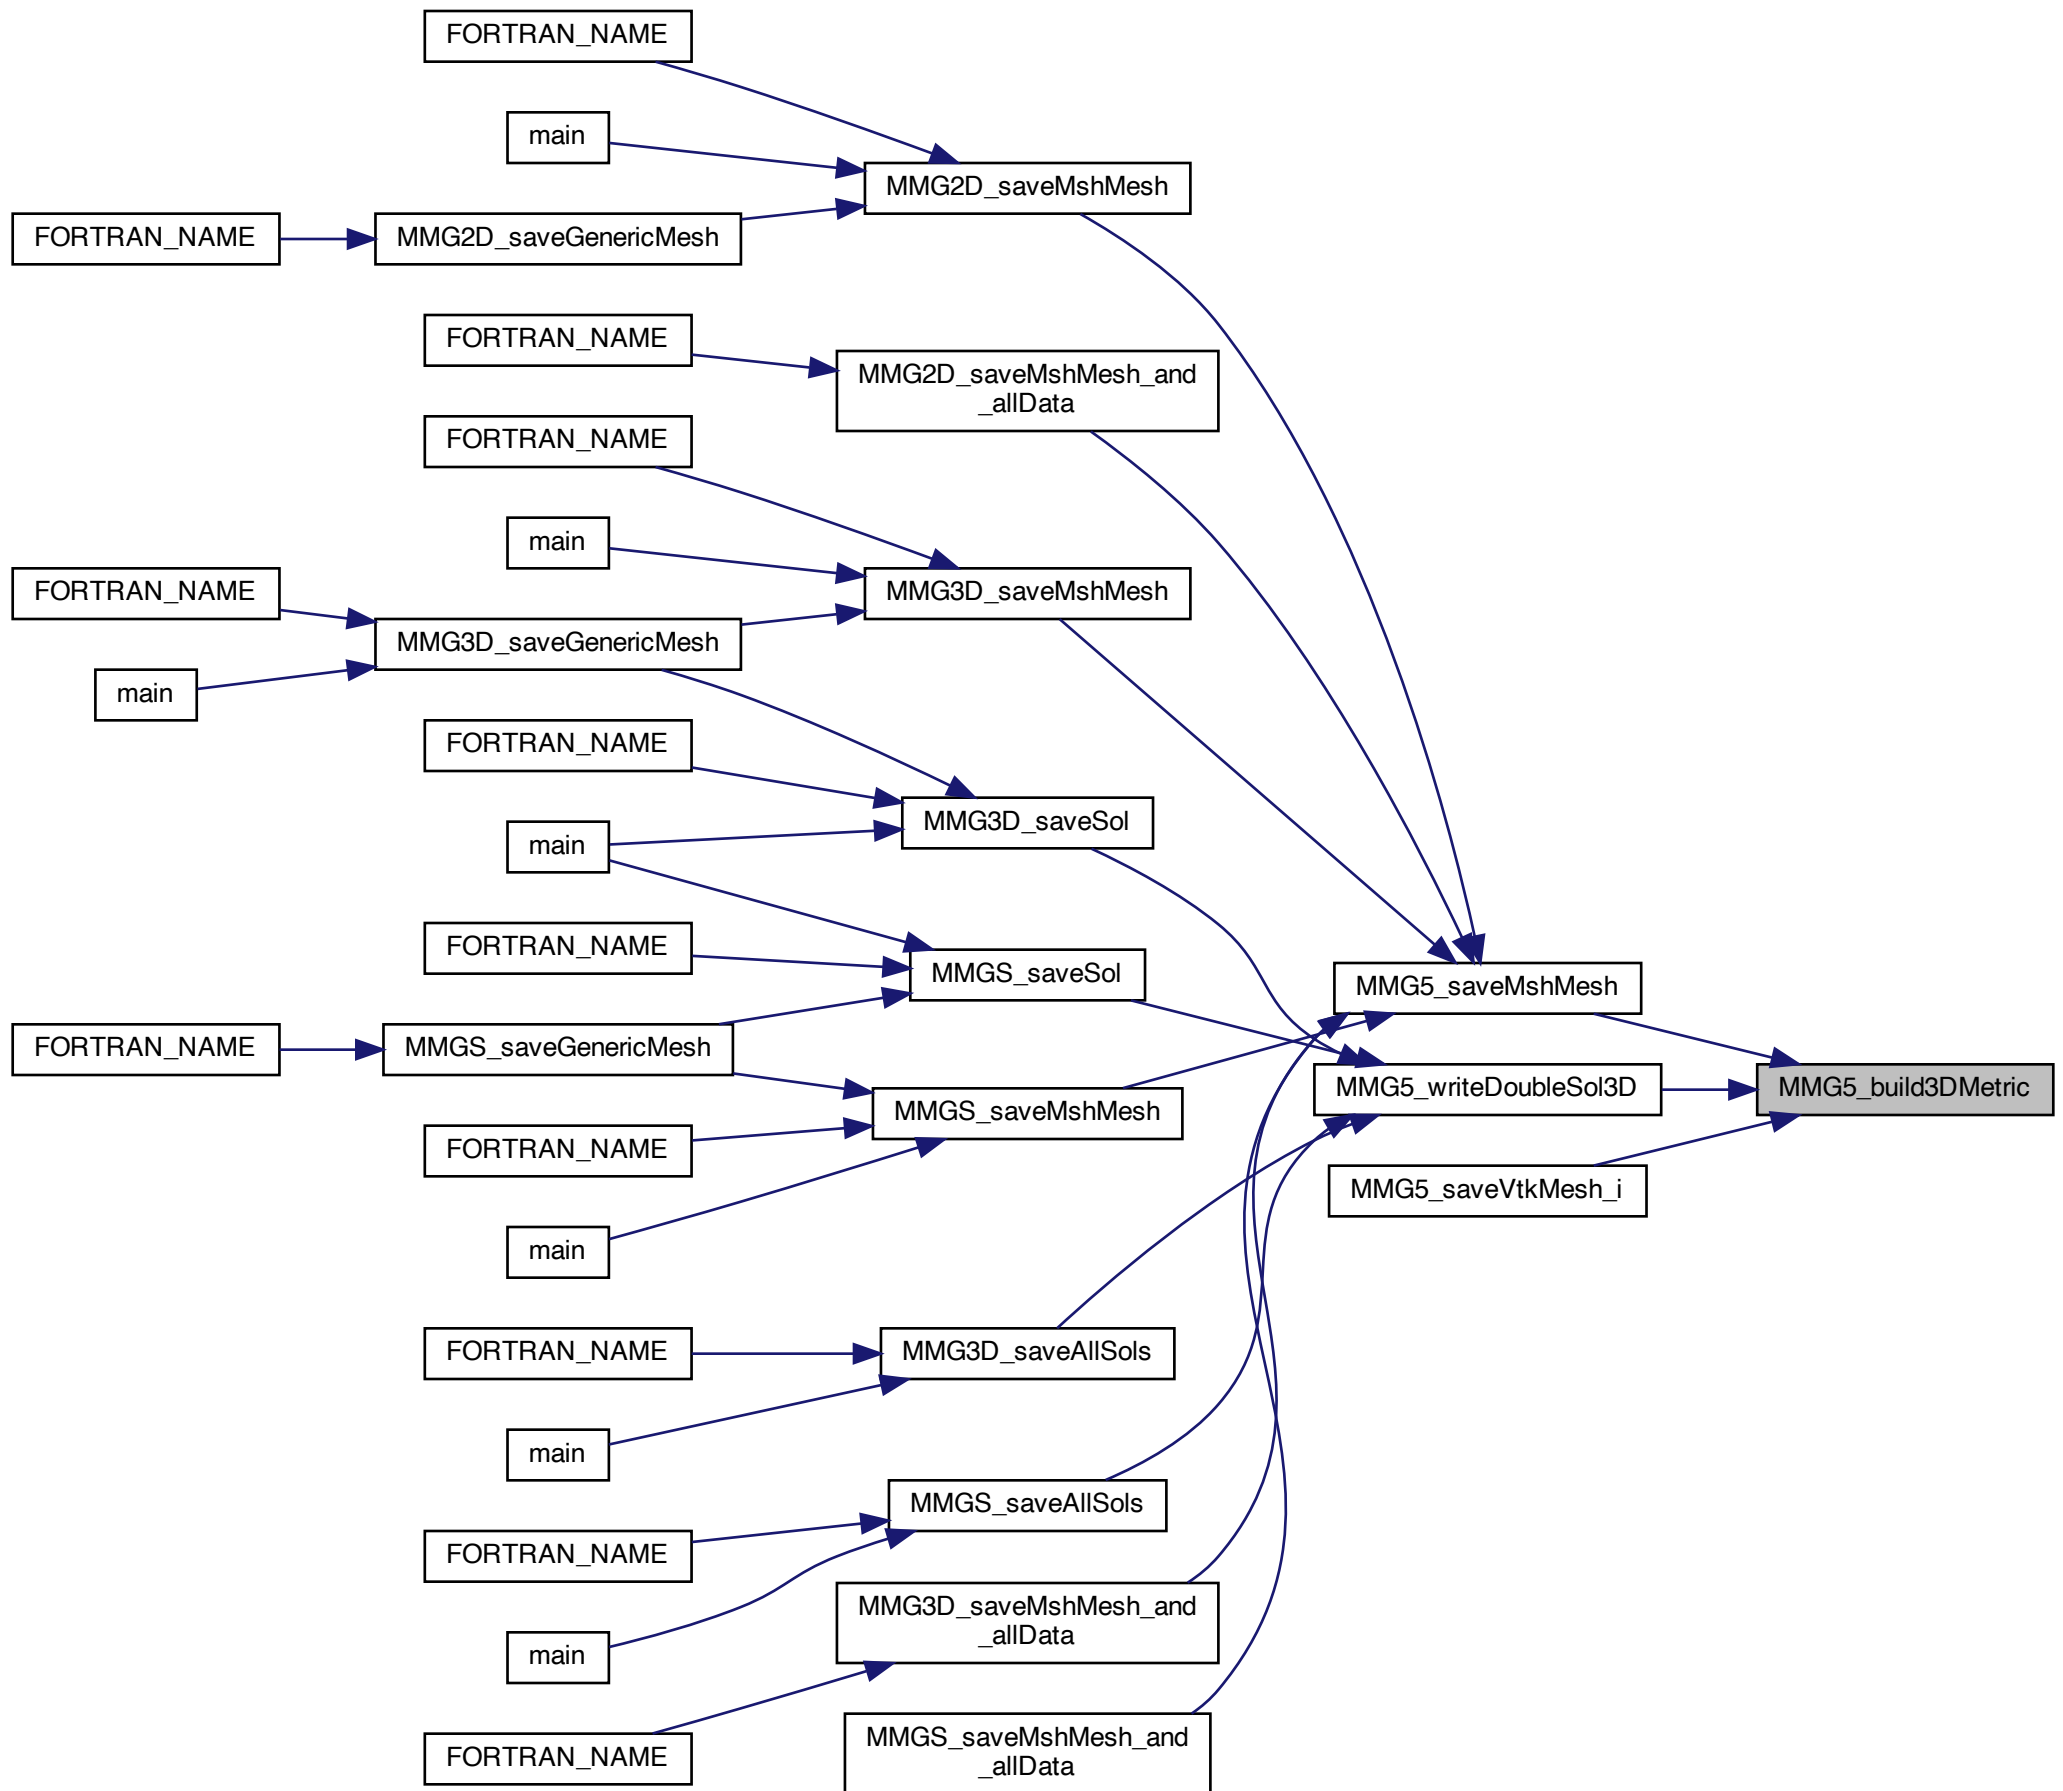 FORTRAN_NAME
main
MMG2D_saveMshMesh
FORTRAN_NAME
MMG2D_saveGenericMesh
FORTRAN_NAME
MMG2D_saveMshMesh_and
_allData
FORTRAN_NAME
main
FORTRAN_NAME
MMG3D_saveMshMesh
MMG3D_saveGenericMesh
main
FORTRAN_NAME
MMG3D_saveSol
main
FORTRAN_NAME
MMGS_saveSol
MMG5_saveMshMesh
FORTRAN_NAME
MMGS_saveGenericMesh
MMG5_writeDoubleSol3D
MMG5_build3DMetric
MMGS_saveMshMesh
FORTRAN_NAME
MMG5_saveVtkMesh_i
main
FORTRAN_NAME
MMG3D_saveAllSols
main
MMGS_saveAllSols
FORTRAN_NAME
MMG3D_saveMshMesh_and
_allData
main
MMGS_saveMshMesh_and
_allData
FORTRAN_NAME